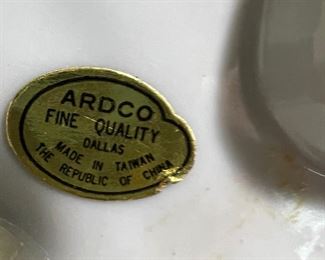 ARDCO
FINE QUALITY
DALLAS
MADE IN TAIWAN
THE REPUBLIC OF CHINA